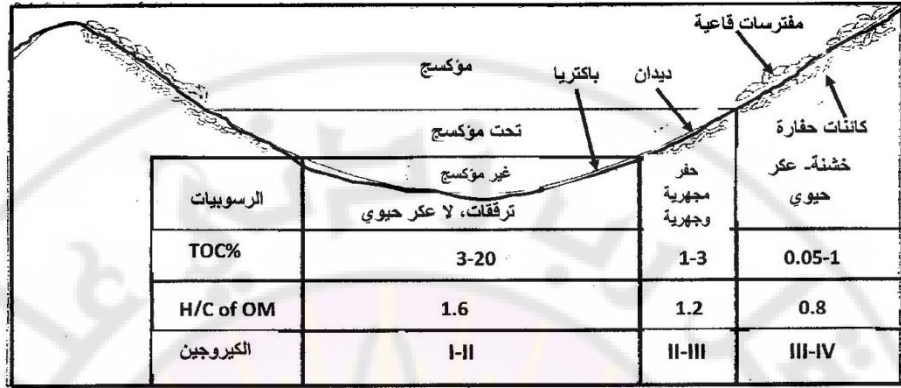 مؤكسج
مفترسات قاعية
ديدان
باكتريا
كائنات حفارة
تحت مؤكسج
غير مؤكسج
الرسوبيات
ترققات، لا عكر حيوي
حفر
مجهرية
وجهرية
خشنة- عكر
حيوي
TOC% 3-20 1-3 0.05-1
H/C of OM 1.6 1.2 0.8
الكيروجين I-II II-III III-IV